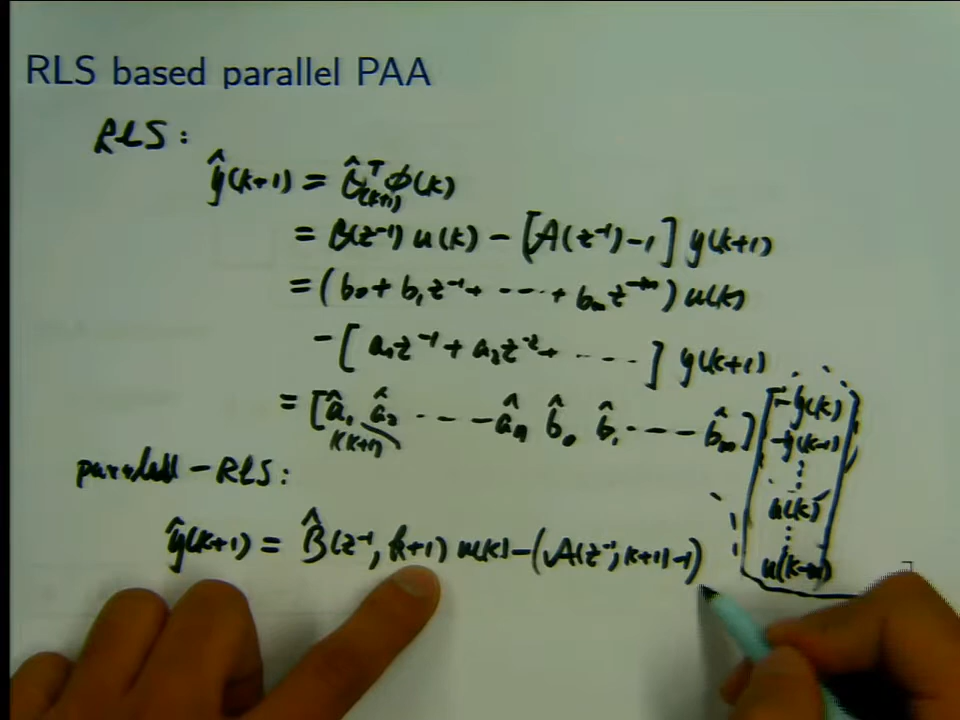 RLS based parallel PAA
RLS:
ŷ(k+1) = θ̂ᵀ(k+1) φ(k)
= B(z⁻¹) u(k) − [A(z⁻¹)−1] y(k+1)
= (b₀ + b₁z⁻¹ + ---- + bₘz⁻ᵐ) u(k)
− [a₁z⁻¹ + a₂z⁻² + ----] y(k+1)
= [â₁ â₂ ---- âₙ b̂₀ b̂₁ ---- b̂ₘ]
(k+1)
−y(k)
−y(k−1)
⋮
u(k)
⋮
u(k−m)
parallel − RLS:
ŷ(k+1) = B̂(z⁻¹, k+1) u(k) − (A(z⁻¹, k+1)−1)